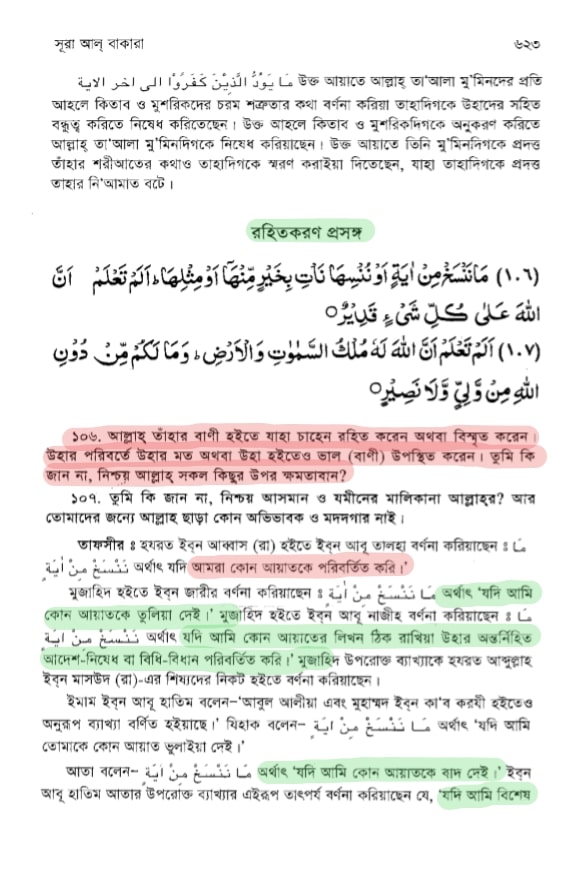 সূরা আল্ বাকারা ৬২৩
مَا يَوَدُّ الَّذِيْنَ كَفَرُوْا الى اخر الاية উক্ত আয়াতে আল্লাহ্ তা'আলা মু'মিনদের প্রতি
আহলে কিতাব ও মুশরিকদের চরম শত্রুতার কথা বর্ণনা করিয়া তাহাদিগকে উহাদের সহিত
বন্ধুত্ব করিতে নিষেধ করিতেছেন। উক্ত আহলে কিতাব ও মুশরিকদিগকে অনুকরণ করিতে
আল্লাহ্ তা'আলা মু'মিনদিগকে নিষেধ করিয়াছেন। উক্ত আয়াতে তিনি মু'মিনদিগকে প্রদত্ত
তাঁহার শরীআতের কথাও তাহাদিগকে স্মরণ করাইয়া দিতেছেন, যাহা তাহাদিগকে প্রদত্ত
তাহার নি'আমাত বটে।
রহিতকরণ প্রসঙ্গ
(١٠٦) مَا نَنْسَخْ مِنْ اٰيَةٍ اَوْ نُنْسِهَا نَاْتِ بِخَيْرٍ مِّنْهَآ اَوْ مِثْلِهَا ؕ اَلَمْ تَعْلَمْ اَنَّ
اللّٰهَ عَلٰى كُلِّ شَىْءٍ قَدِيْرٌ ○
(١٠٧) اَلَمْ تَعْلَمْ اَنَّ اللّٰهَ لَهٗ مُلْكُ السَّمٰوٰتِ وَالْاَرْضِ ؕ وَمَا لَكُمْ مِّنْ دُوْنِ
اللّٰهِ مِنْ وَّلِيٍّ وَّلَا نَصِيْرٍ ○
১০৬. আল্লাহ্ তাঁহার বাণী হইতে যাহা চাহেন রহিত করেন অথবা বিস্মৃত করেন।
উহার পরিবর্তে উহার মত অথবা উহা হইতেও ভাল (বাণী) উপস্থিত করেন। তুমি কি
জান না, নিশ্চয় আল্লাহ্ সকল কিছুর উপর ক্ষমতাবান?
১০৭. তুমি কি জান না, নিশ্চয় আসমান ও যমীনের মালিকানা আল্লাহ্‌র? আর
তোমাদের জন্যে আল্লাহ্ ছাড়া কোন অভিভাবক ও মদদগার নাই।
তাফসীর ঃ হযরত ইব্‌ন আব্বাস (রা) হইতে ইব্‌ন আবূ তালহা বর্ণনা করিয়াছেন ঃ مَا
نَنْسَخْ مِنْ اٰيَةٍ অর্থাৎ যদি আমরা কোন আয়াতকে পরিবর্তিত করি।'
মুজাহিদ হইতে ইব্‌ন জারীর বর্ণনা করিয়াছেন ঃ مَا نَنْسَخْ مِنْ اٰيَةٍ অর্থাৎ 'যদি আমি
কোন আয়াতকে তুলিয়া দেই।' মুজাহিদ হইতে ইব্‌ন আবূ নাজীহ বর্ণনা করিয়াছেন ঃ مَا
نَنْسَخْ مِنْ اٰيَةٍ অর্থাৎ যদি আমি কোন আয়াতের লিখন ঠিক রাখিয়া উহার অন্তর্নিহিত
আদেশ-নিষেধ বা বিধি-বিধান পরিবর্তিত করি।' মুজাহিদ উপরোক্ত ব্যাখ্যাকে হযরত আব্দুল্লাহ
ইব্‌ন মাসউদ (রা)-এর শিষ্যদের নিকট হইতে বর্ণনা করিয়াছেন।
ইমাম ইব্‌ন আবূ হাতিম বলেন-'আবুল আলীয়া এবং মুহাম্মদ ইব্‌ন কা'ব করযী হইতেও
অনুরূপ ব্যাখ্যা বর্ণিত হইয়াছে।' যিহাক বলেন- مَا نَنْسَخْ مِنْ اٰيَةٍ অর্থাৎ 'যদি আমি
তোমাকে কোন আয়াত ভুলাইয়া দেই।'
আতা বলেন- مَا نَنْسَخْ مِنْ اٰيَةٍ অর্থাৎ 'যদি আমি কোন আয়াতকে বাদ দেই।' ইব্‌ন
আবূ হাতিম আতার উপরোক্ত ব্যাখ্যার এইরূপ তাৎপর্য বর্ণনা করিয়াছেন যে, 'যদি আমি বিশেষ